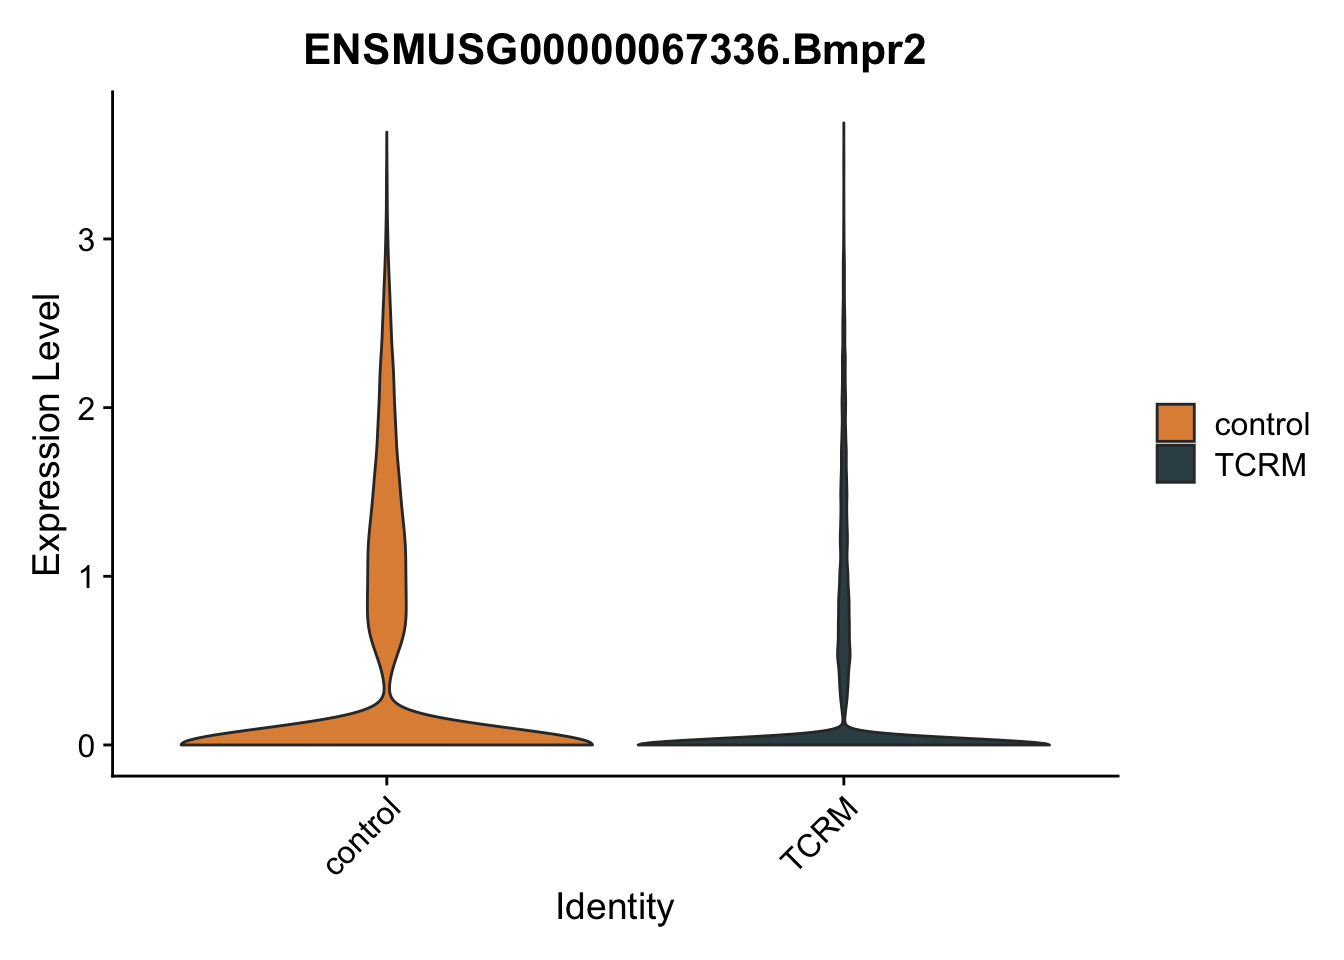 ENSMUSG00000067336.Bmpr2
Expression Level
3
2
1
0
control
TCRM
Identity
control
TCRM